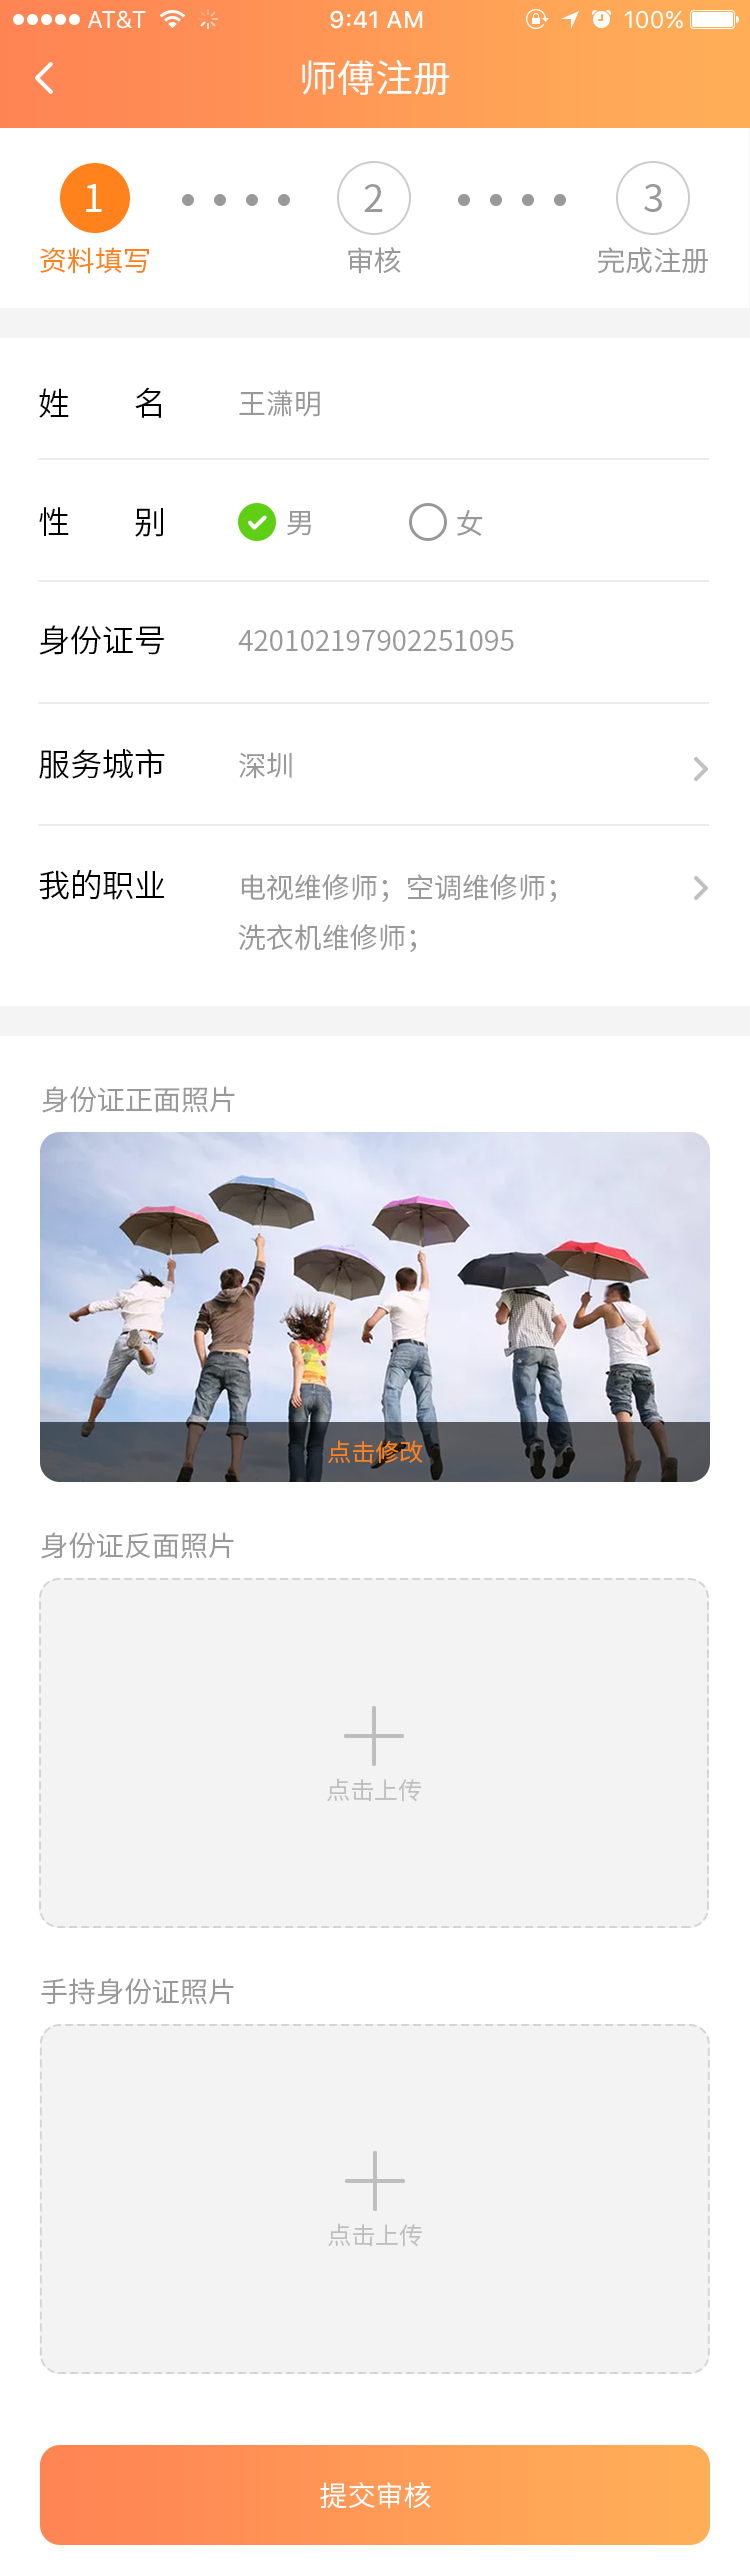 AT&T 9:41 AM 100%
师傅注册
1 2 3
资料填写 审核 完成注册
姓 名 王潇明
性 别 男 女
身份证号 420102197902251095
服务城市 深圳
我的职业 电视维修师；空调维修师；
洗衣机维修师；
身份证正面照片
点击修改
身份证反面照片
点击上传
手持身份证照片
点击上传
提交审核